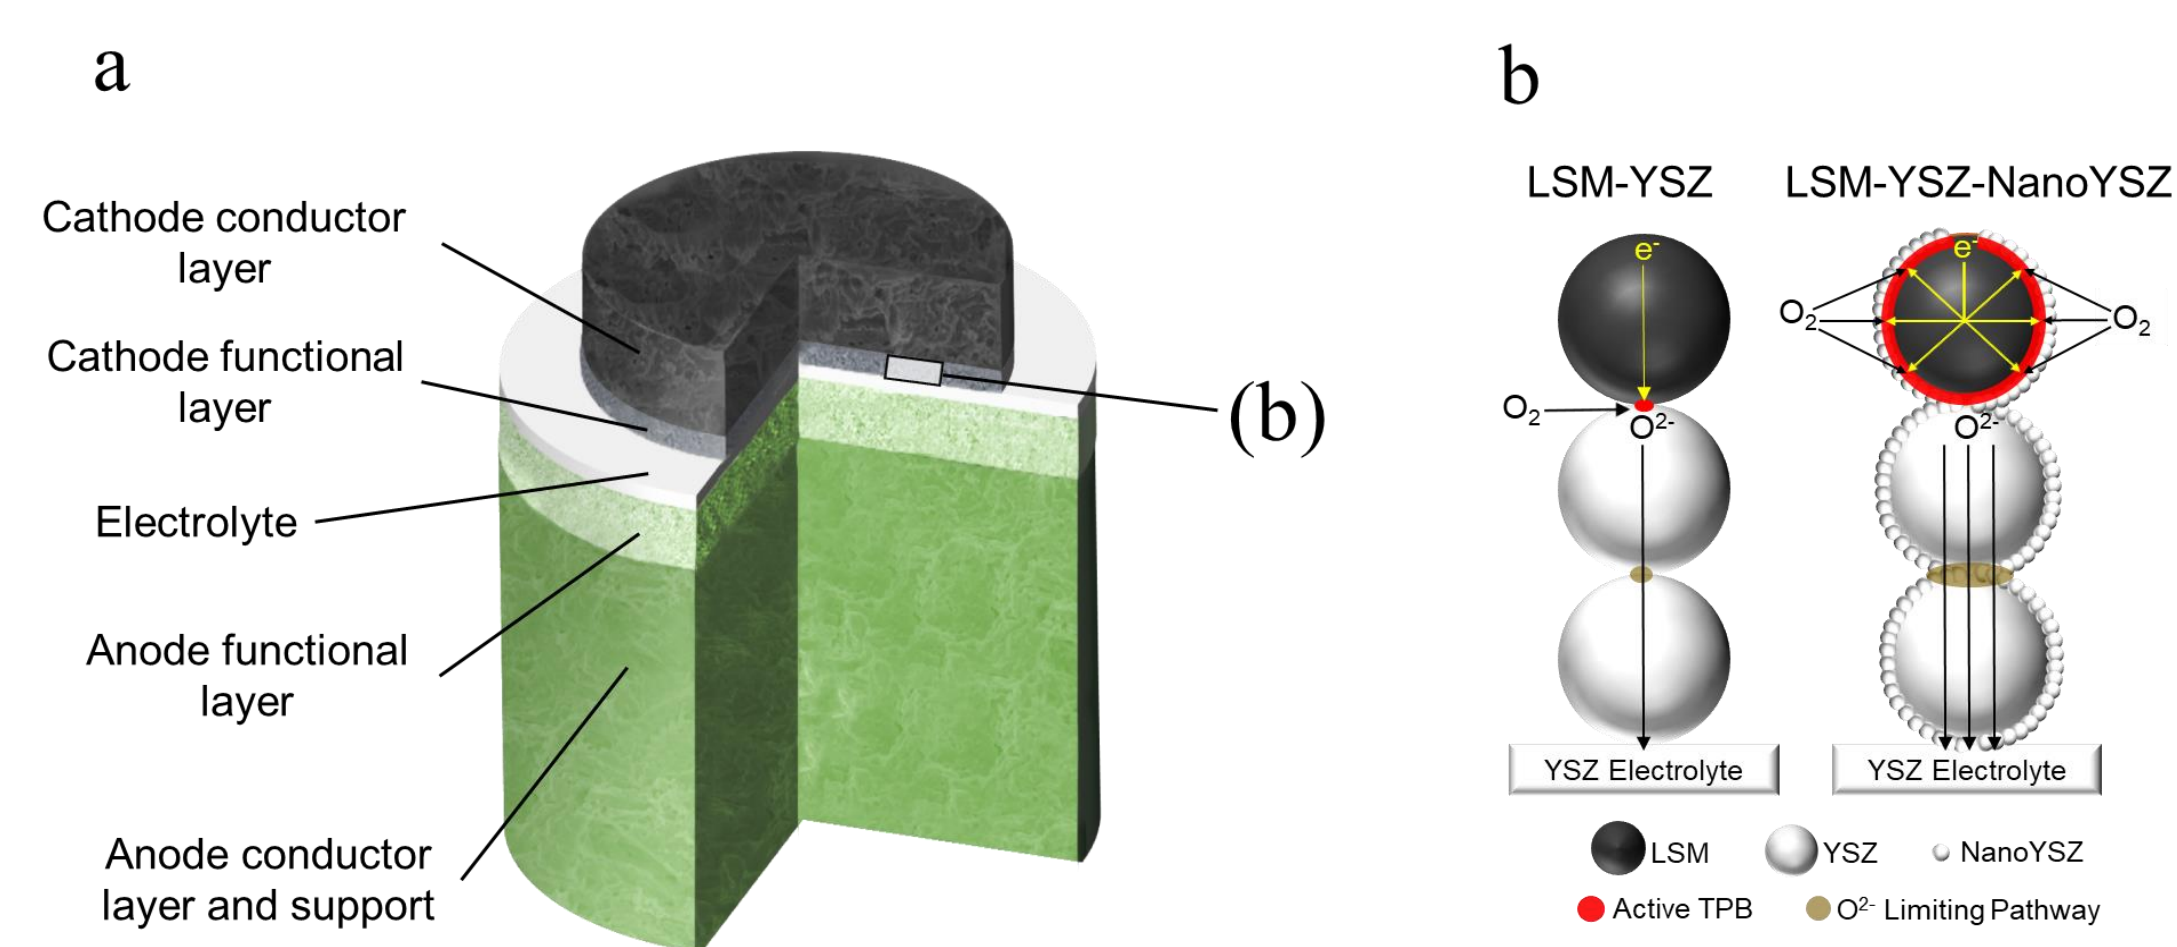 a
Cathode conductor
layer
Cathode functional
layer
Electrolyte
Anode functional
layer
Anode conductor
layer and support
(b)
b
LSM-YSZ
e-
O2
O2-
YSZ Electrolyte
LSM-YSZ-NanoYSZ
e-
O2
O2
O2-
YSZ Electrolyte
LSM
YSZ
NanoYSZ
Active TPB
O2- Limiting Pathway